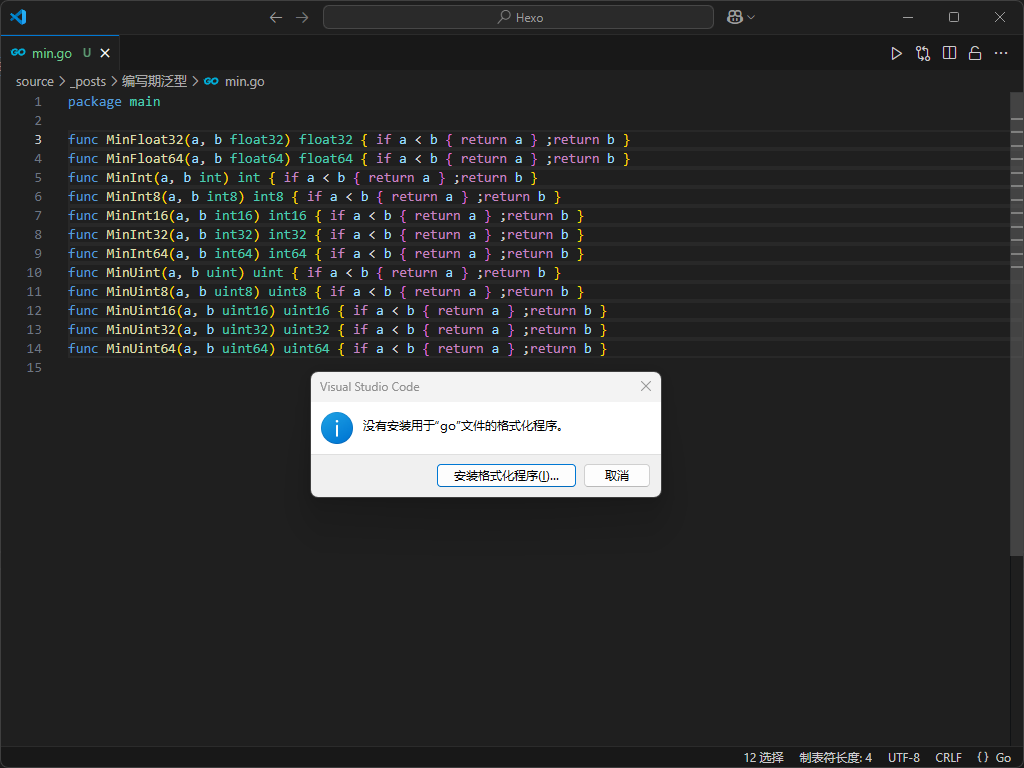 Hexo
min.go U
source > _posts > 编写期泛型 > min.go
1 package main
2
3 func MinFloat32(a, b float32) float32 { if a < b { return a } ;return b }
4 func MinFloat64(a, b float64) float64 { if a < b { return a } ;return b }
5 func MinInt(a, b int) int { if a < b { return a } ;return b }
6 func MinInt8(a, b int8) int8 { if a < b { return a } ;return b }
7 func MinInt16(a, b int16) int16 { if a < b { return a } ;return b }
8 func MinInt32(a, b int32) int32 { if a < b { return a } ;return b }
9 func MinInt64(a, b int64) int64 { if a < b { return a } ;return b }
10 func MinUint(a, b uint) uint { if a < b { return a } ;return b }
11 func MinUint8(a, b uint8) uint8 { if a < b { return a } ;return b }
12 func MinUint16(a, b uint16) uint16 { if a < b { return a } ;return b }
13 func MinUint32(a, b uint32) uint32 { if a < b { return a } ;return b }
14 func MinUint64(a, b uint64) uint64 { if a < b { return a } ;return b }
15
Visual Studio Code
没有安装用于“go”文件的格式化程序。
安装格式化程序(I)... 取消
12 选择 制表符长度: 4 UTF-8 CRLF {} Go